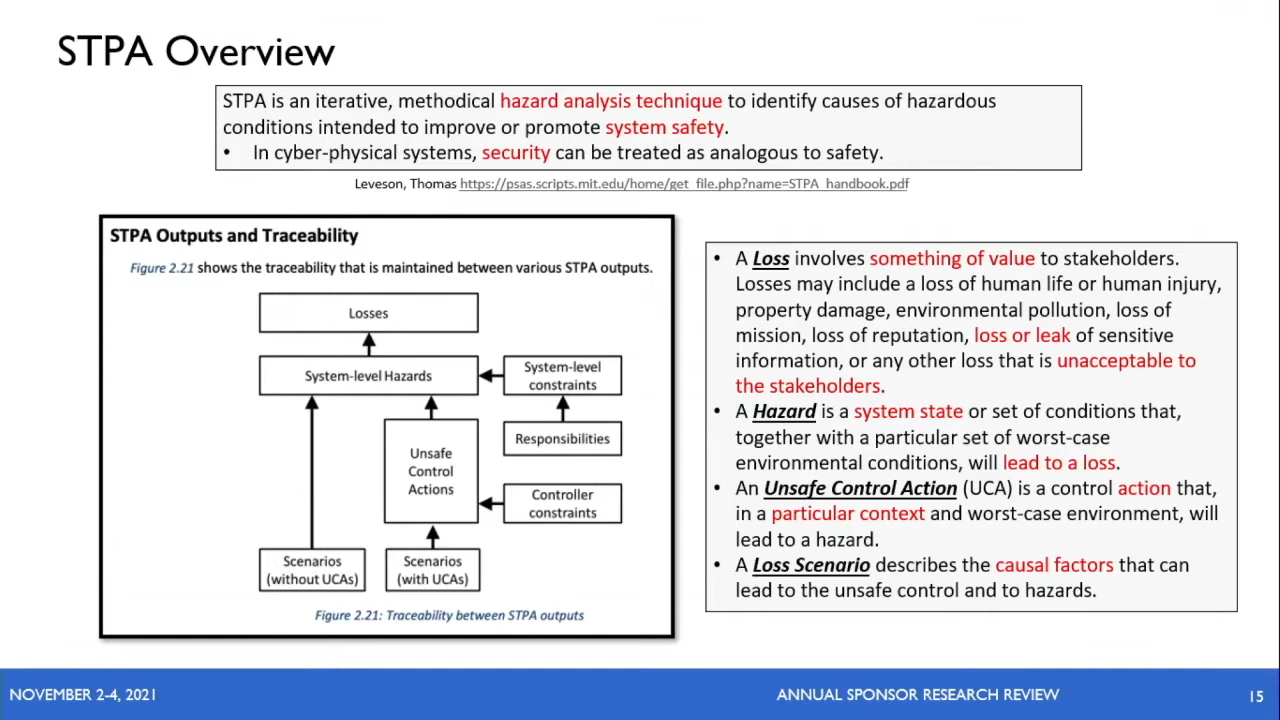 STPA Overview
STPA is an iterative, methodical hazard analysis technique to identify causes of hazardous
conditions intended to improve or promote system safety.
• In cyber-physical systems, security can be treated as analogous to safety.
Leveson, Thomas https://psas.scripts.mit.edu/home/get_file.php?name=STPA_handbook.pdf
STPA Outputs and Traceability
Figure 2.21 shows the traceability that is maintained between various STPA outputs.
Losses
System-level Hazards
System-level
constraints
Responsibilities
Unsafe
Control
Actions
Controller
constraints
Scenarios
(without UCAs)
Scenarios
(with UCAs)
Figure 2.21: Traceability between STPA outputs
• A Loss involves something of value to stakeholders.
Losses may include a loss of human life or human injury,
property damage, environmental pollution, loss of
mission, loss of reputation, loss or leak of sensitive
information, or any other loss that is unacceptable to
the stakeholders.
• A Hazard is a system state or set of conditions that,
together with a particular set of worst-case
environmental conditions, will lead to a loss.
• An Unsafe Control Action (UCA) is a control action that,
in a particular context and worst-case environment, will
lead to a hazard.
• A Loss Scenario describes the causal factors that can
lead to the unsafe control and to hazards.
NOVEMBER 2-4, 2021
ANNUAL SPONSOR RESEARCH REVIEW
15